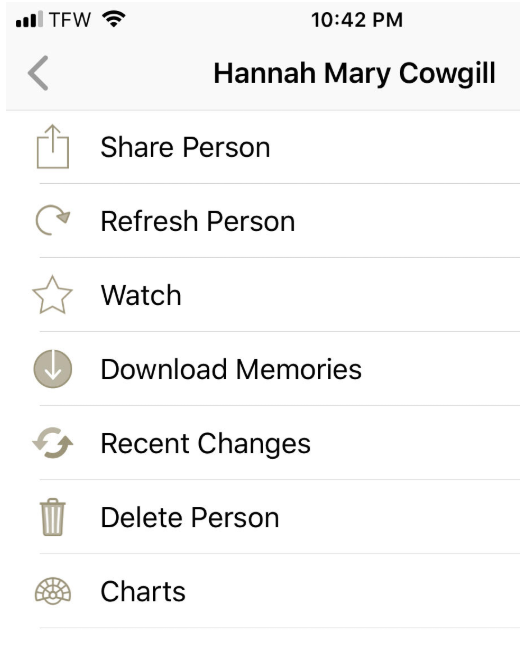 TFW 10:42 PM
Hannah Mary Cowgill
Share Person
Refresh Person
Watch
Download Memories
Recent Changes
Delete Person
Charts